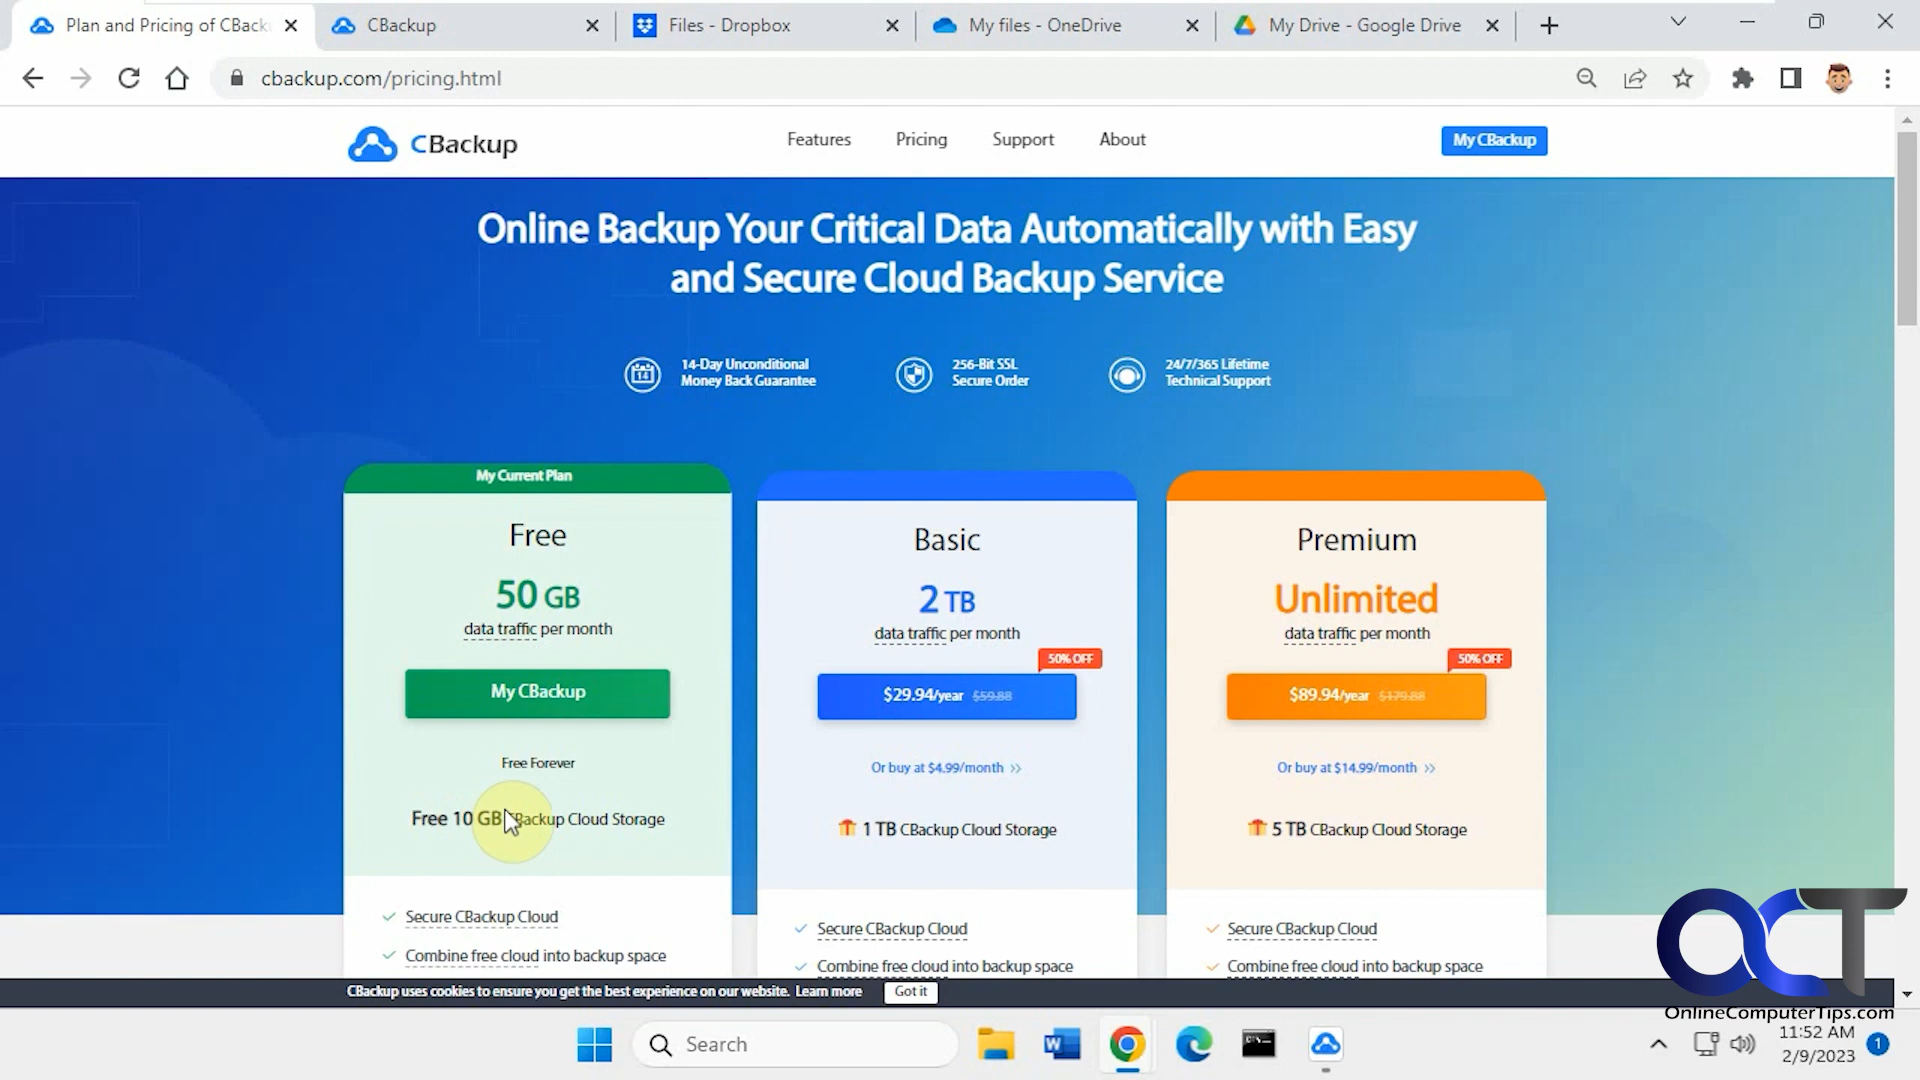 Plan and Pricing of CBack
CBackup
Files - Dropbox
My files - OneDrive
My Drive - Google Drive
cbackup.com/pricing.html
CBackup
Features
Pricing
Support
About
My CBackup
Online Backup Your Critical Data Automatically with Easy
and Secure Cloud Backup Service
14
14-Day Unconditional
Money Back Guarantee
256-Bit SSL
Secure Order
24/7/365 Lifetime
Technical Support
My Current Plan
Free
50 GB
data traffic per month
My CBackup
Free Forever
Free 10 GB CBackup Cloud Storage
Secure CBackup Cloud
Combine free cloud into backup space
Basic
2 TB
data traffic per month
50% OFF
$29.94/year $59.88
Or buy at $4.99/month >>
1 TB CBackup Cloud Storage
Secure CBackup Cloud
Combine free cloud into backup space
Premium
Unlimited
data traffic per month
50% OFF
$89.94/year $179.88
Or buy at $14.99/month >>
5 TB CBackup Cloud Storage
Secure CBackup Cloud
Combine free cloud into backup space
CBackup uses cookies to ensure you get the best experience on our website. Learn more
Got it
OCT
OnlineComputerTips.com
Search
W
11:52 AM
2/9/2023
1